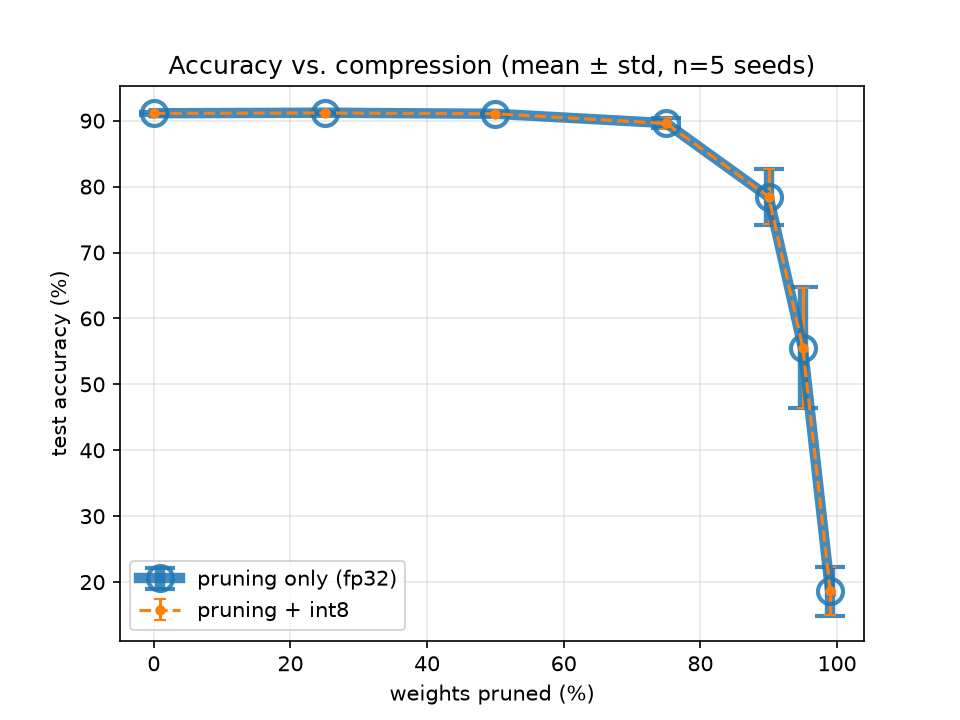 Accuracy vs. compression (mean ± std, n=5 seeds)
90
80
70
60
50
40
30
20
test accuracy (%)
pruning only (fp32)
pruning + int8
0 20 40 60 80 100
weights pruned (%)